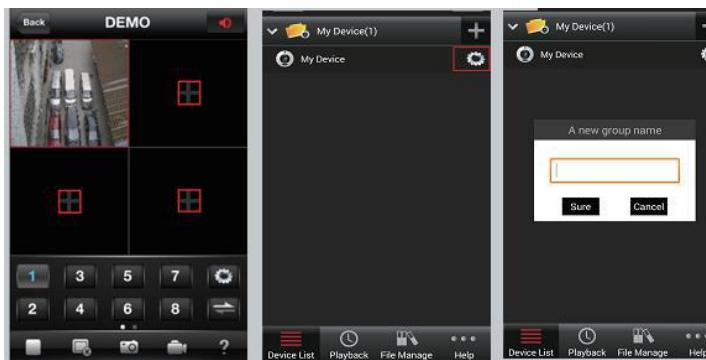 Back DEMO
1 3 5 7
2 4 6 8
?
My Device(1)
My Device
Device List Playback File Manage Help
My Device(1)
My Device
A new group name
Sure Cancel
Device List Playback File Manage Help